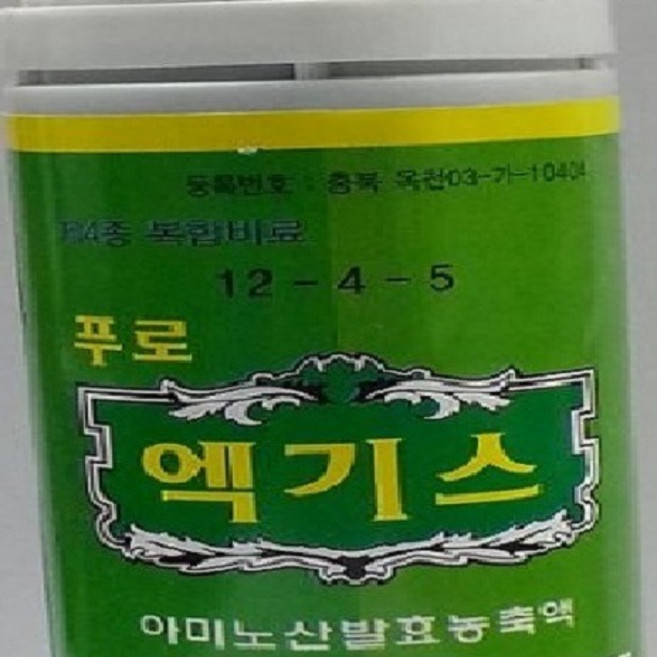 등록번호 : 충북 옥천03-가-10404
제4종 복합비료
12-4-5
푸로
엑기스
아미노산발효농축액